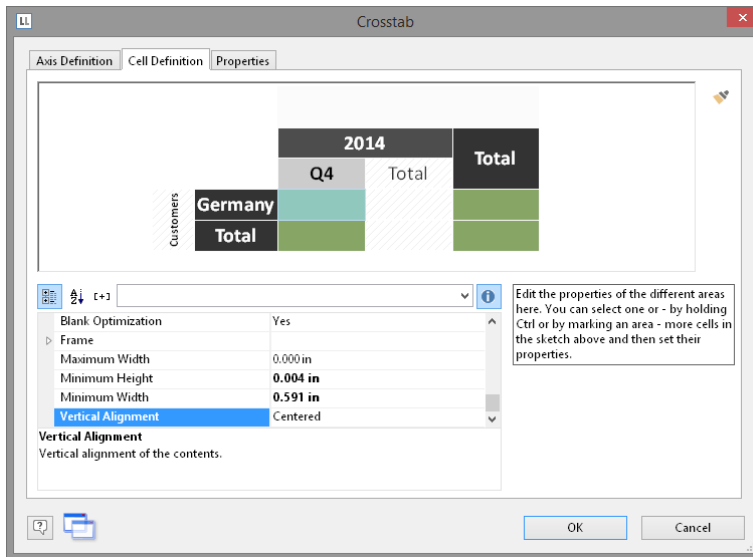 LL
Crosstab
Axis Definition Cell Definition Properties
2014
Total
Q4 Total
Customers
Germany
Total
A
Z
[+]
Edit the properties of the different areas
here. You can select one or - by holding
Ctrl or by marking an area - more cells in
the sketch above and then set their
properties.
Blank Optimization Yes
Frame
Maximum Width 0.000 in
Minimum Height 0.004 in
Minimum Width 0.591 in
Vertical Alignment Centered
Vertical Alignment
Vertical alignment of the contents.
OK Cancel